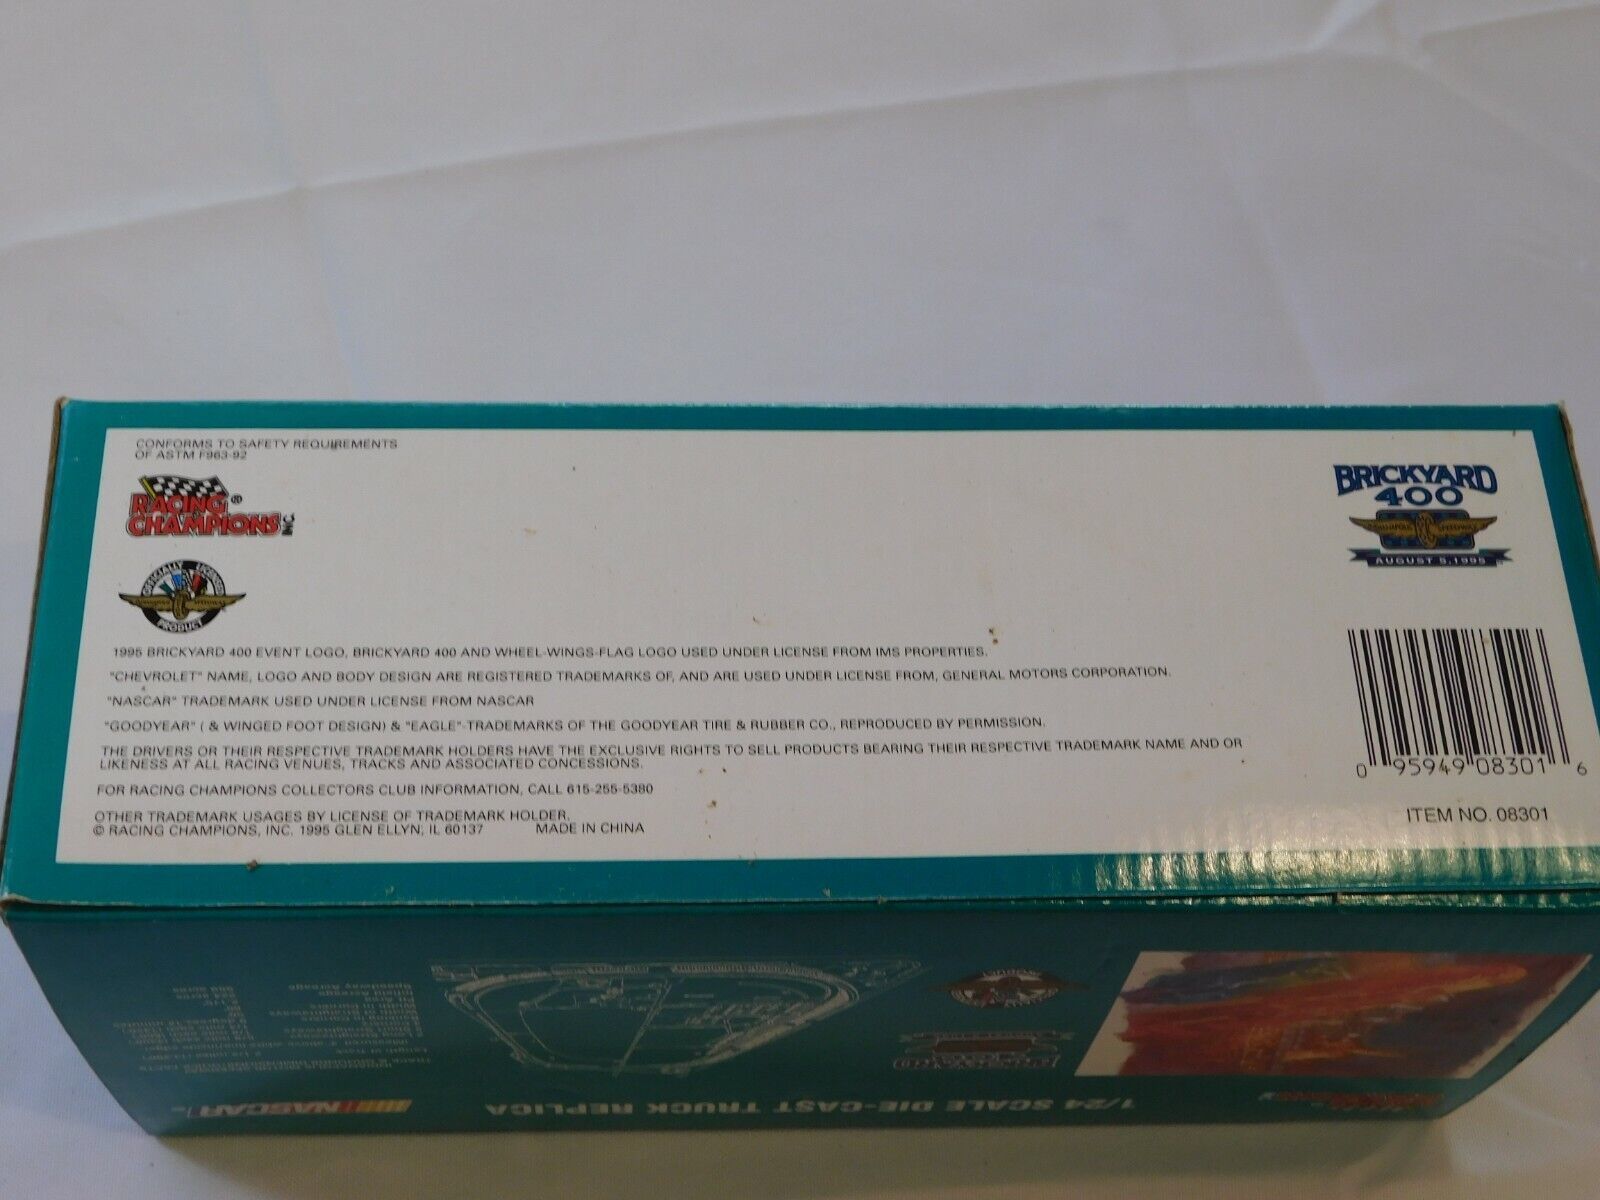 CONFORMS TO SAFETY REQUIREMENTS
OF ASTM F963-92
RACING ®
CHAMPIONS INC.
OFFICIALLY LICENSED
PRODUCT
BRICKYARD
400
SPEEDWAY
AUGUST 5, 1995
1995 BRICKYARD 400 EVENT LOGO, BRICKYARD 400 AND WHEEL-WINGS-FLAG LOGO USED UNDER LICENSE FROM IMS PROPERTIES.
"CHEVROLET" NAME, LOGO AND BODY DESIGN ARE REGISTERED TRADEMARKS OF, AND ARE USED UNDER LICENSE FROM, GENERAL MOTORS CORPORATION.
"NASCAR" TRADEMARK USED UNDER LICENSE FROM NASCAR
"GOODYEAR" ( & WINGED FOOT DESIGN) & "EAGLE"-TRADEMARKS OF THE GOODYEAR TIRE & RUBBER CO., REPRODUCED BY PERMISSION.
THE DRIVERS OR THEIR RESPECTIVE TRADEMARK HOLDERS HAVE THE EXCLUSIVE RIGHTS TO SELL PRODUCTS BEARING THEIR RESPECTIVE TRADEMARK NAME AND OR
LIKENESS AT ALL RACING VENUES, TRACKS AND ASSOCIATED CONCESSIONS.
FOR RACING CHAMPIONS COLLECTORS CLUB INFORMATION, CALL 615-255-5380
OTHER TRADEMARK USAGES BY LICENSE OF TRADEMARK HOLDER.
© RACING CHAMPIONS, INC. 1995 GLEN ELLYN, IL 60137 MADE IN CHINA
0 95949 08301 6
ITEM NO. 08301
1/24 SCALE DIE-CAST TRUCK REPLICA
NASCAR